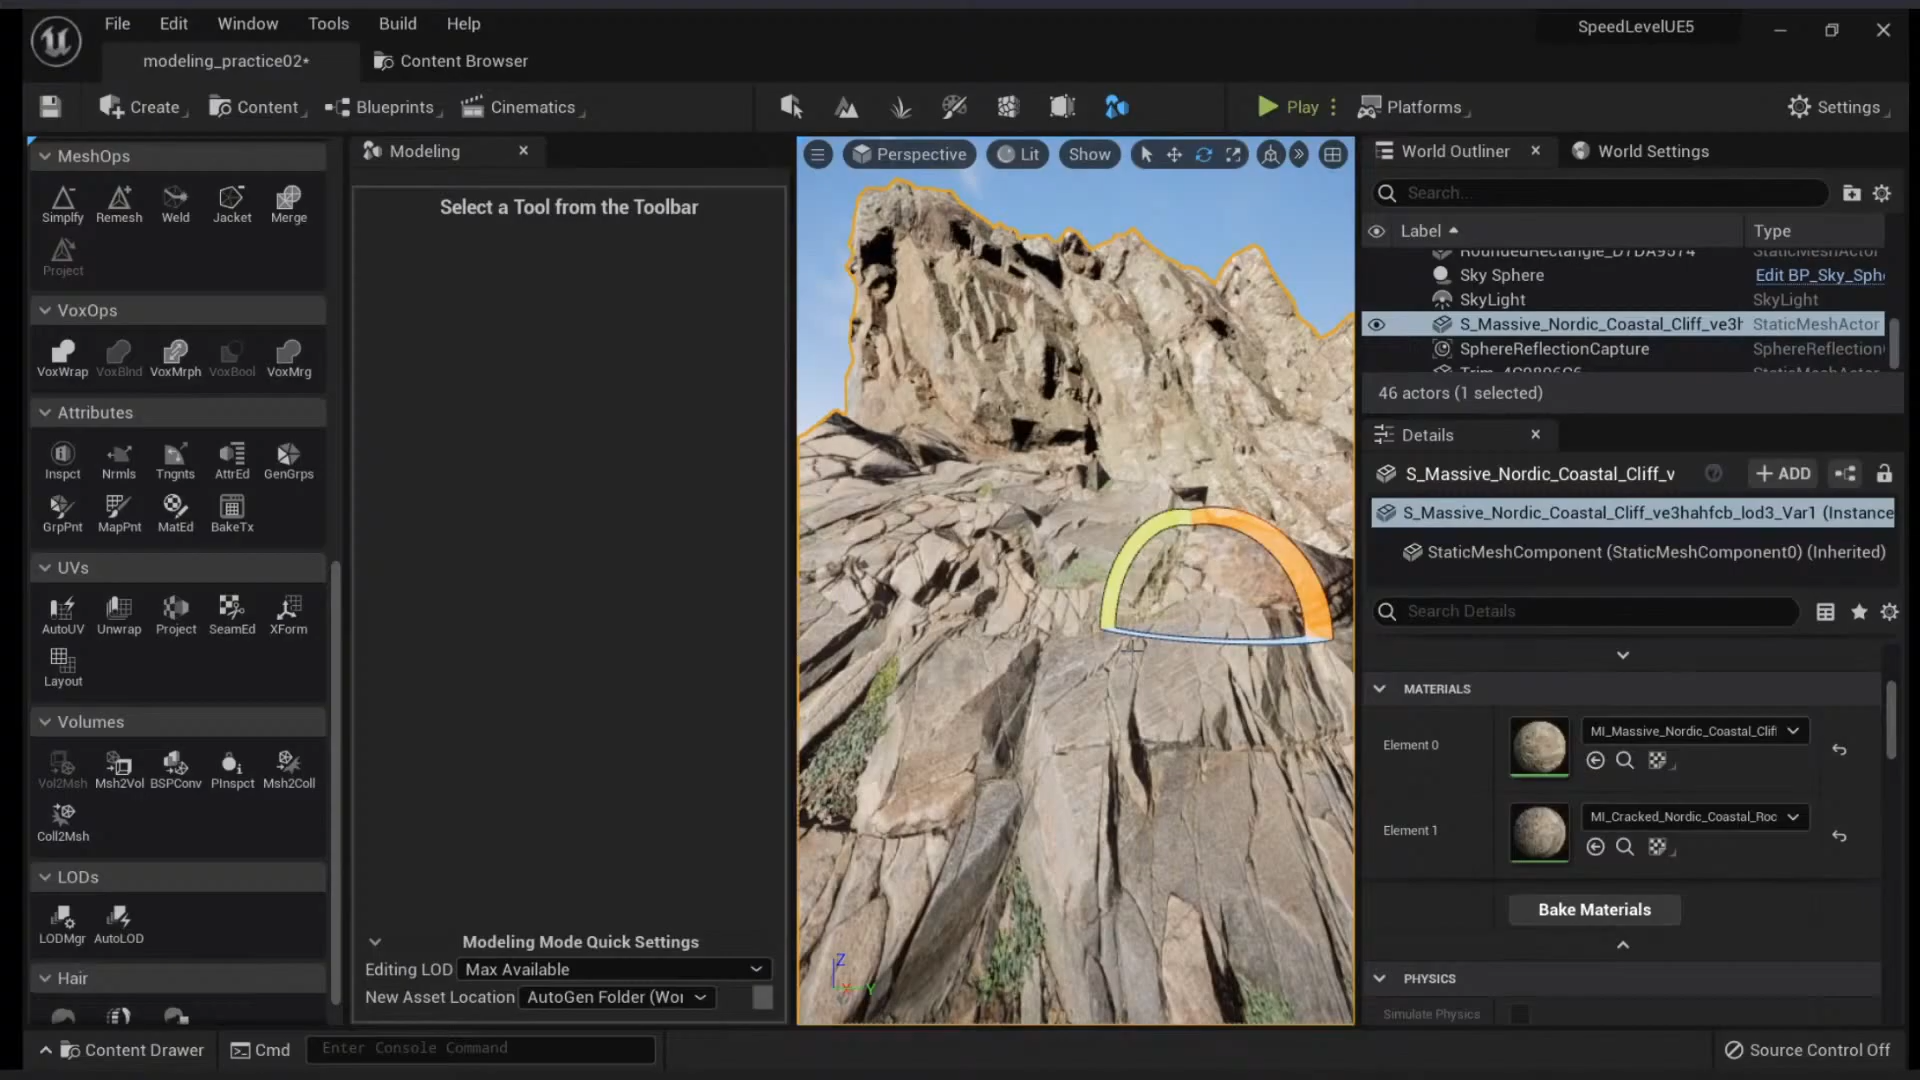 File Edit Window Tools Build Help
SpeedLevelUE5
modeling_practice02*
Content Browser
Create
Content
Blueprints
Cinematics
Play
Platforms
Settings
MeshOps
Simplfy Remesh Weld Jacket Merge
Project
VoxOps
VoxWrap VoxBlnd VoxMrph VoxBool VoxMrg
Attributes
Inspct Nrmls Tngnts AttrEd GenGrps
GrpPnt MapPnt MatEd BakeTx
UVs
AutoUV Unwrap Project SeamEd XForm
Layout
Volumes
Vol2Msh Msh2Vol BSPConv PInspct Msh2Coll
Coll2Msh
LODs
LODMgr AutoLOD
Hair
Modeling
Select a Tool from the Toolbar
Modeling Mode Quick Settings
Editing LOD Max Available
New Asset Location AutoGen Folder (Wor
Perspective Lit Show
Z
X
Y
World Outliner
World Settings
Search...
Label Type
RoundedRectangle_D7DA9574 StaticMeshActor
Sky Sphere Edit BP_Sky_Sph
SkyLight SkyLight
S_Massive_Nordic_Coastal_Cliff_ve3h StaticMeshActor
SphereReflectionCapture SphereReflection
46 actors (1 selected)
Details
S_Massive_Nordic_Coastal_Cliff_v
+ ADD
S_Massive_Nordic_Coastal_Cliff_ve3hahfcb_lod3_Var1 (Instance
StaticMeshComponent (StaticMeshComponent0) (Inherited)
Search Details
MATERIALS
Element 0
MI_Massive_Nordic_Coastal_Clif
Element 1
MI_Cracked_Nordic_Coastal_Roc
Bake Materials
PHYSICS
Simulate Physics
Content Drawer
Cmd
Enter Console Command
Source Control Off